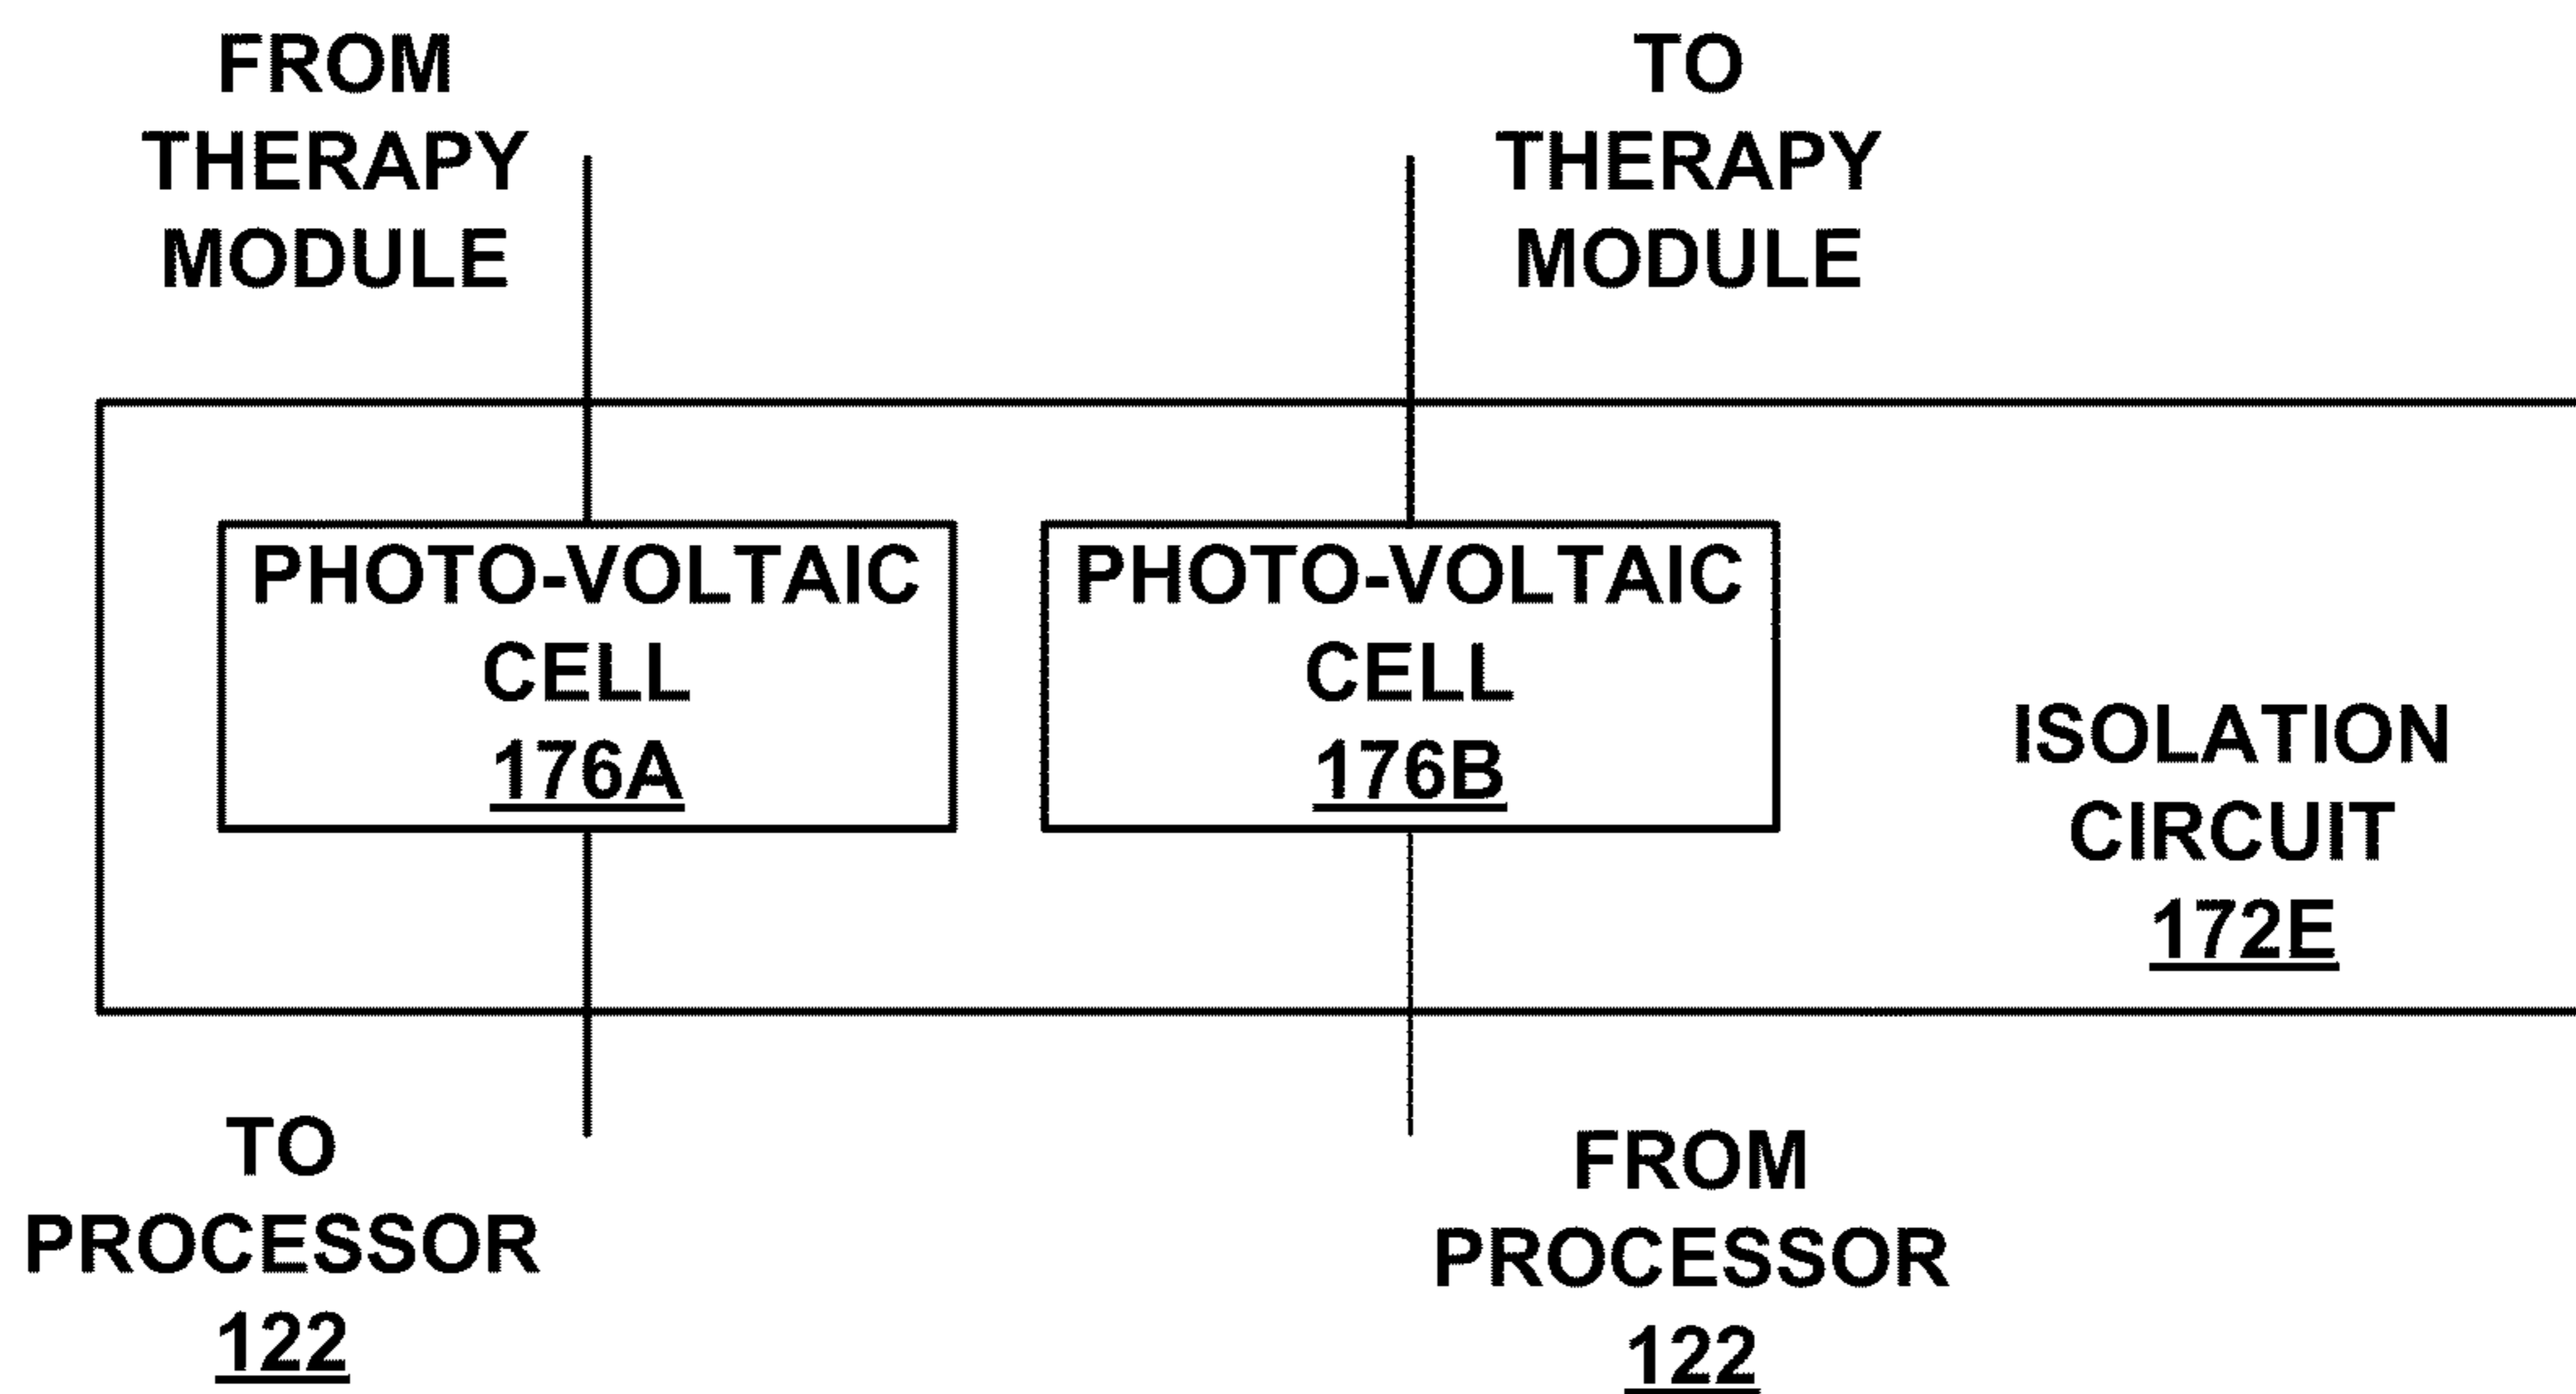 FROM
THERAPY
MODULE
TO
THERAPY
MODULE
PHOTO-VOLTAIC
CELL
176A
PHOTO-VOLTAIC
CELL
176B
ISOLATION
CIRCUIT
172E
TO
PROCESSOR
122
FROM
PROCESSOR
122